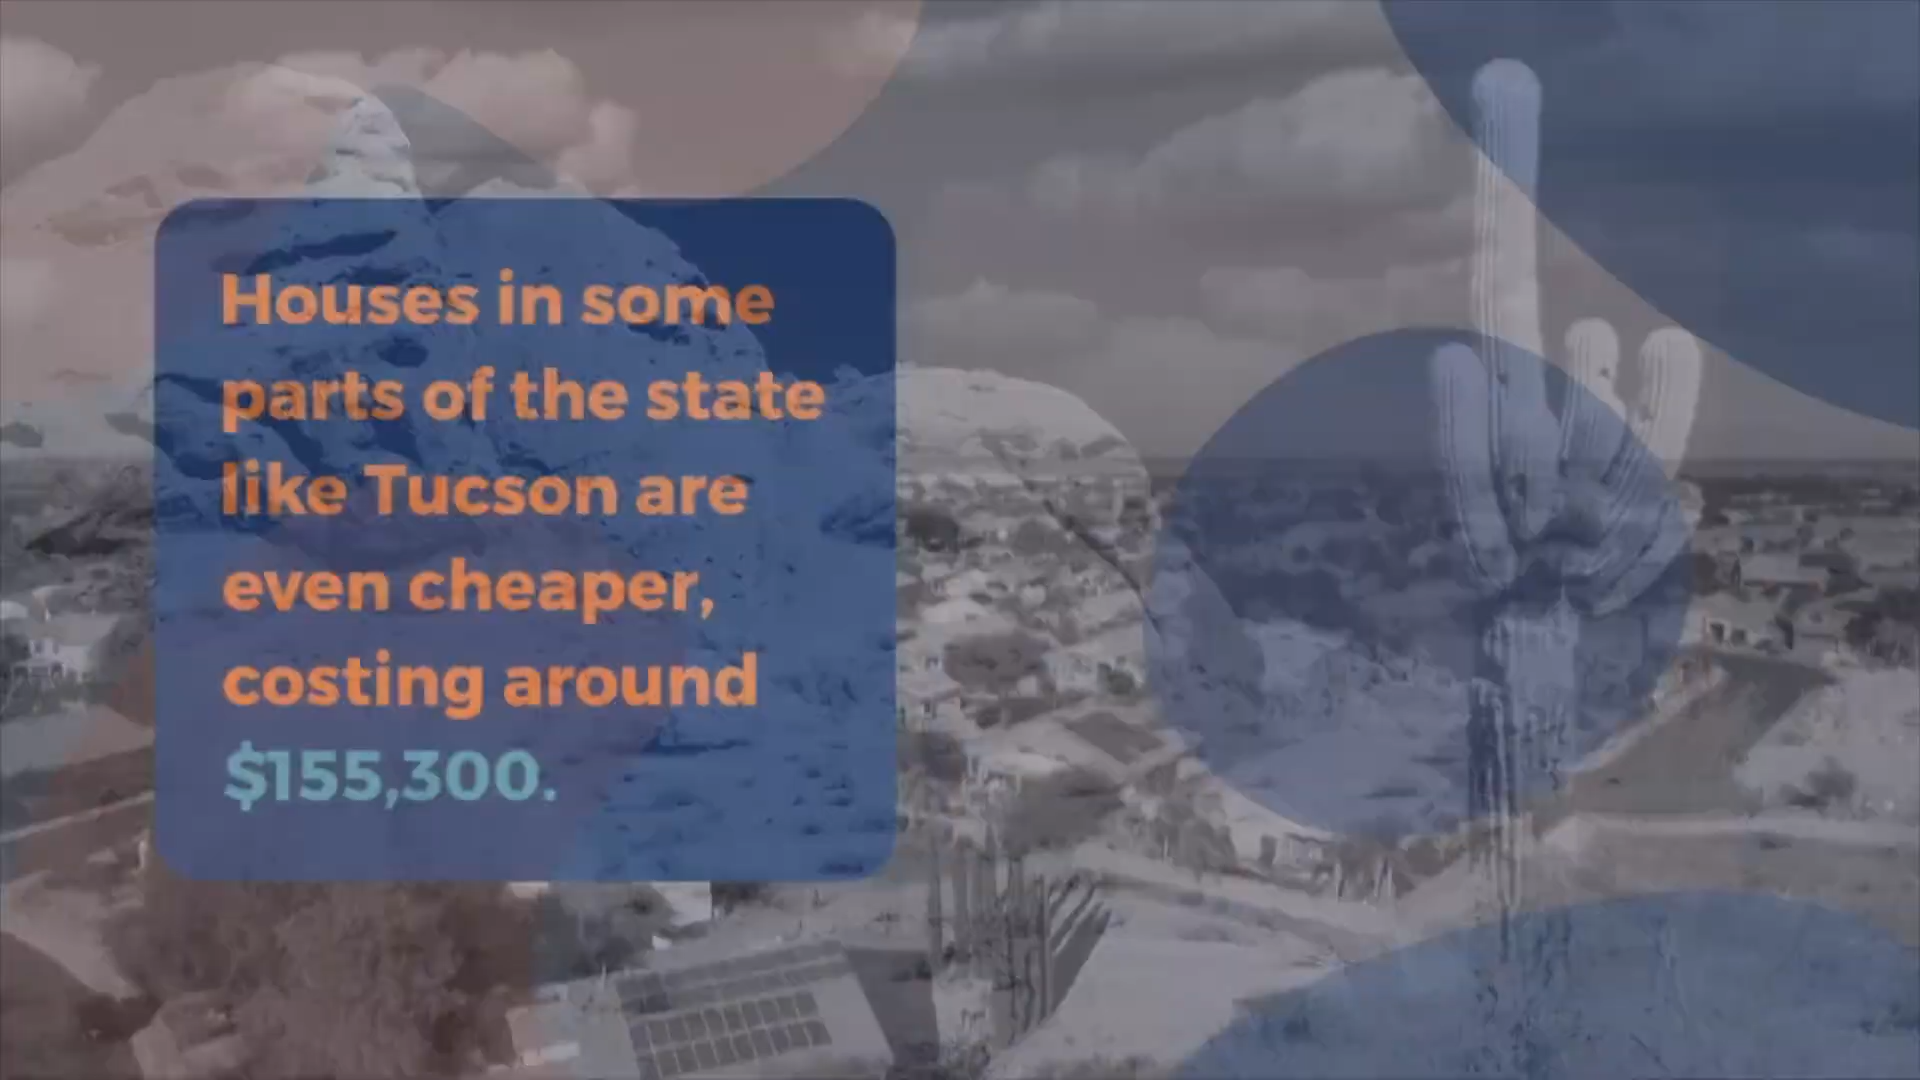 Houses in some
parts of the state
like Tucson are
even cheaper,
costing around
$155,300.